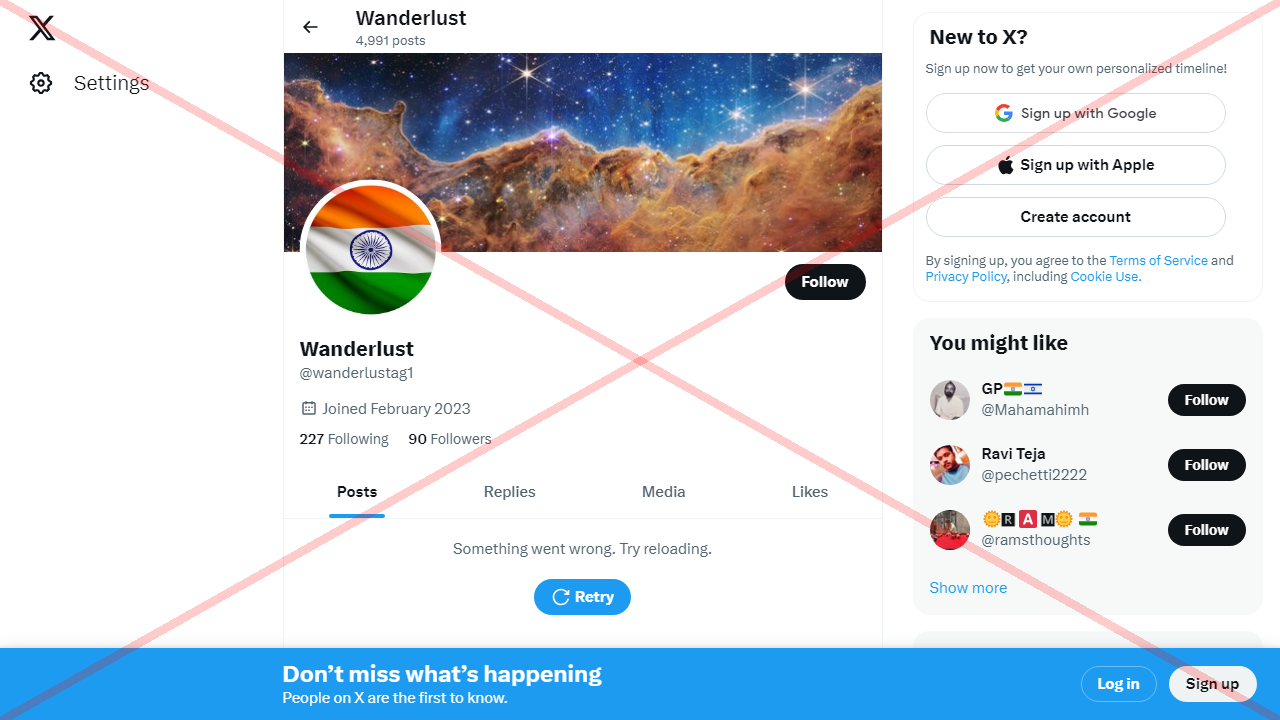 Settings
Wanderlust
4,991 posts
Follow
Wanderlust
@wanderlustag1
Joined February 2023
227 Following 90 Followers
Posts Replies Media Likes
Something went wrong. Try reloading.
Retry
New to X?
Sign up now to get your own personalized timeline!
Sign up with Google
Sign up with Apple
Create account
By signing up, you agree to the Terms of Service and
Privacy Policy, including Cookie Use.
You might like
GP🇮🇳🇮🇱
@Mahamahimh
Follow
Ravi Teja
@pechetti2222
Follow
🌞🆁🅰🅼🌞 🇮🇳
@ramsthoughts
Follow
Show more
Don’t miss what’s happening
People on X are the first to know.
Log in
Sign up